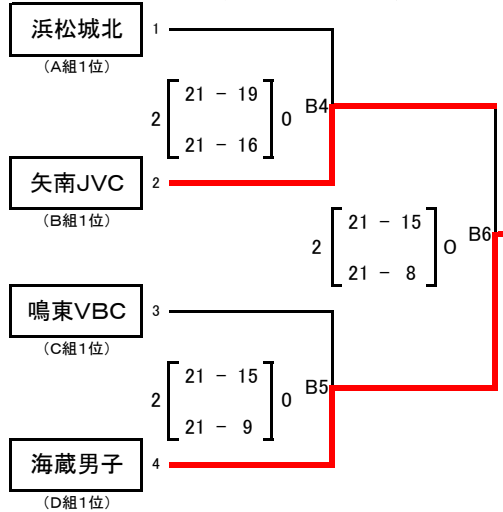 浜松城北 1
（A組1位）
2 21 - 19 0 B4
21 - 16
矢南JVC 2
（B組1位）
2 21 - 15 0 B6
21 - 8
鳴東VBC 3
（C組1位）
2 21 - 15 0 B5
21 - 9
海蔵男子 4
（D組1位）